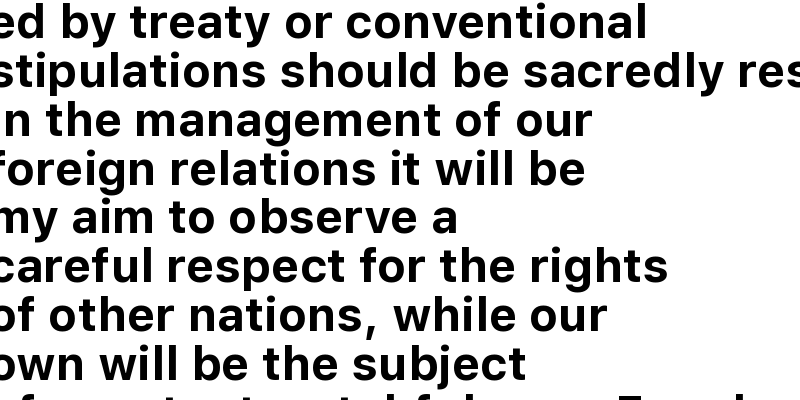 ed by treaty or conventional
stipulations should be sacredly res
in the management of our
foreign relations it will be
my aim to observe a
careful respect for the rights
of other nations, while our
own will be the subject